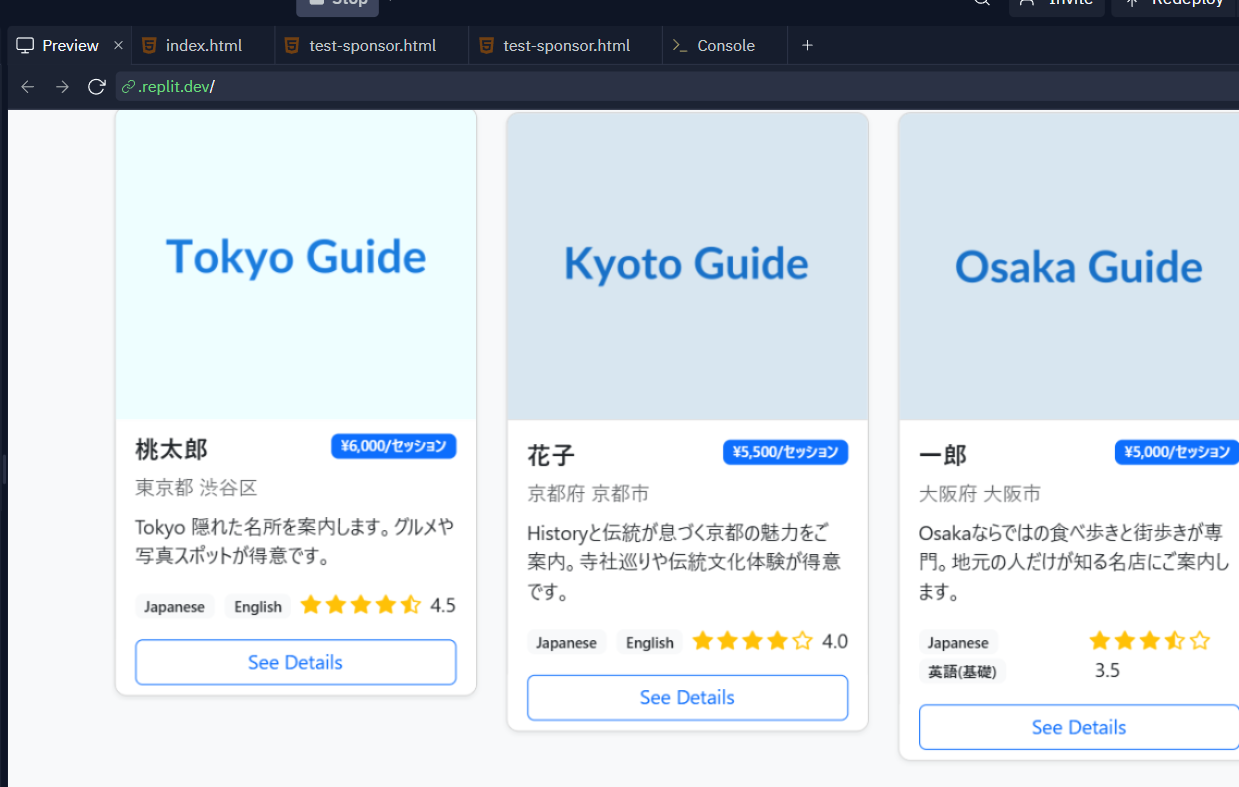 Stop
Invite
Redeploy
Preview
index.html
test-sponsor.html
test-sponsor.html
Console
.replit.dev/
Tokyo Guide
桃太郎
¥6,000/セッション
東京都 渋谷区
Tokyo 隠れた名所を案内します。グルメや
写真スポットが得意です。
Japanese
English
4.5
See Details
Kyoto Guide
花子
¥5,500/セッション
京都府 京都市
Historyと伝統が息づく京都の魅力をご
案内。寺社巡りや伝統文化体験が得意
です。
Japanese
English
4.0
See Details
Osaka Guide
一郎
¥5,000/セッション
大阪府 大阪市
Osakaならではの食べ歩きと街歩きが専
門。地元の人だけが知る名店にご案内し
ます。
Japanese
英語(基礎)
3.5
See Details